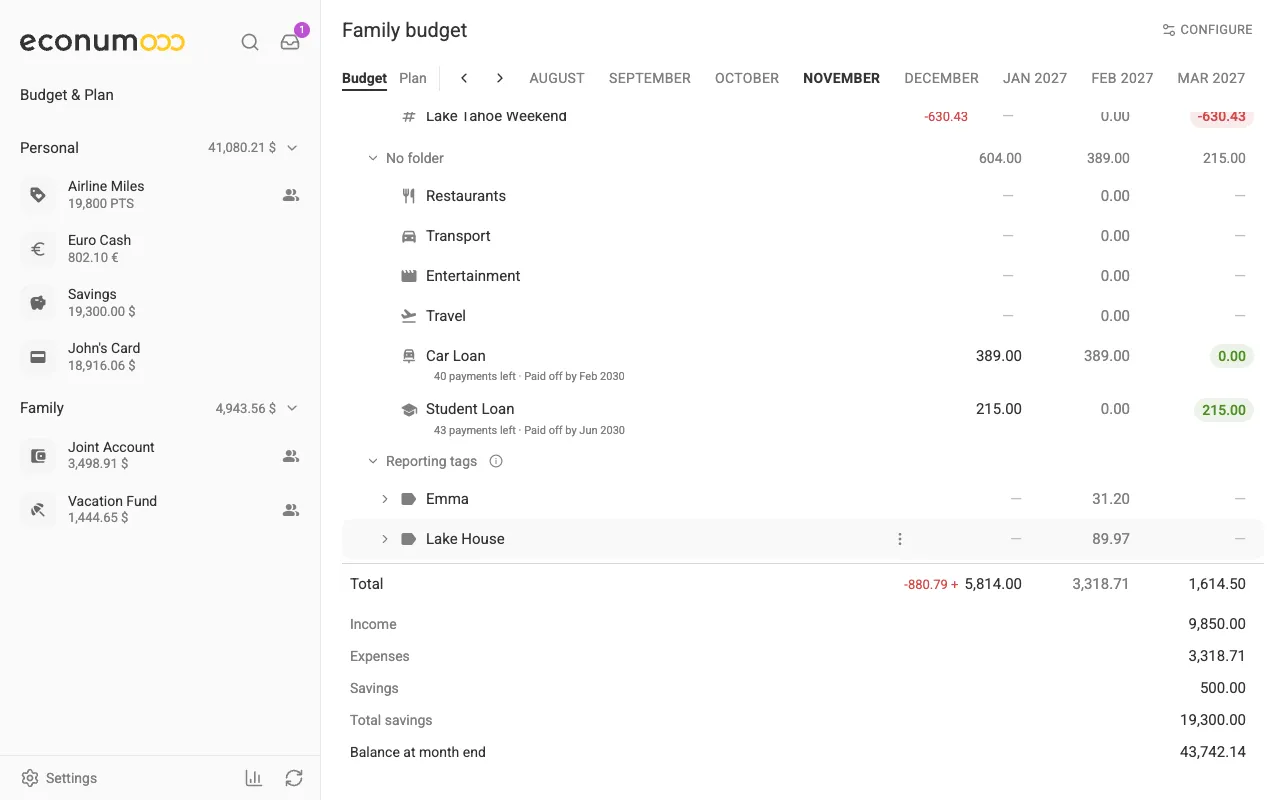 econumooo
1
Budget & Plan
Personal 41,080.21 $
Airline Miles
19,800 PTS
Euro Cash
802.10 €
Savings
19,300.00 $
John's Card
18,916.06 $
Family 4,943.56 $
Joint Account
3,498.91 $
Vacation Fund
1,444.65 $
Settings
Family budget
CONFIGURE
Budget Plan AUGUST SEPTEMBER OCTOBER NOVEMBER DECEMBER JAN 2027 FEB 2027 MAR 2027
Lake Tahoe Weekend -630.43 — 0.00 -630.43
No folder 604.00 389.00 215.00
Restaurants — 0.00 —
Transport — 0.00 —
Entertainment — 0.00 —
Travel — 0.00 —
Car Loan 389.00 389.00 0.00
40 payments left · Paid off by Feb 2030
Student Loan 215.00 0.00 215.00
43 payments left · Paid off by Jun 2030
Reporting tags
Emma — 31.20 —
Lake House — 89.97 —
Total -880.79 + 5,814.00 3,318.71 1,614.50
Income 9,850.00
Expenses 3,318.71
Savings 500.00
Total savings 19,300.00
Balance at month end 43,742.14